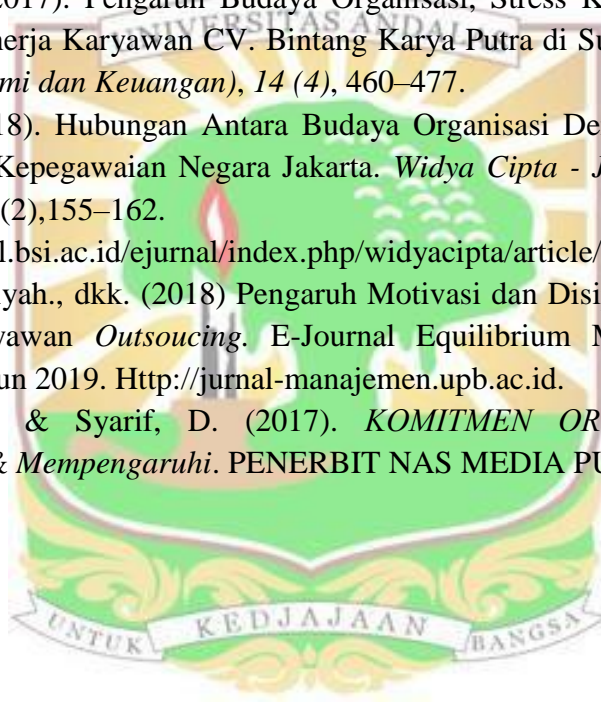 2017). Pengaruh Budaya Organisasi, Stress K
UNIVERSITAS ANDAL
nerja Karyawan CV. Bintang Karya Putra di Su
mi dan Keuangan), 14 (4), 460–477.
18). Hubungan Antara Budaya Organisasi De
Kepegawaian Negara Jakarta. Widya Cipta - J
(2),155–162.
l.bsi.ac.id/ejurnal/index.php/widyacipta/article/
iyah., dkk. (2018) Pengaruh Motivasi dan Disi
yawan Outsoucing. E-Journal Equilibrium M
un 2019. Http://jurnal-manajemen.upb.ac.id.
& Syarif, D. (2017). KOMITMEN OR
& Mempengaruhi. PENERBIT NAS MEDIA PU
UNTUK KEDJAJAAN BANGSA